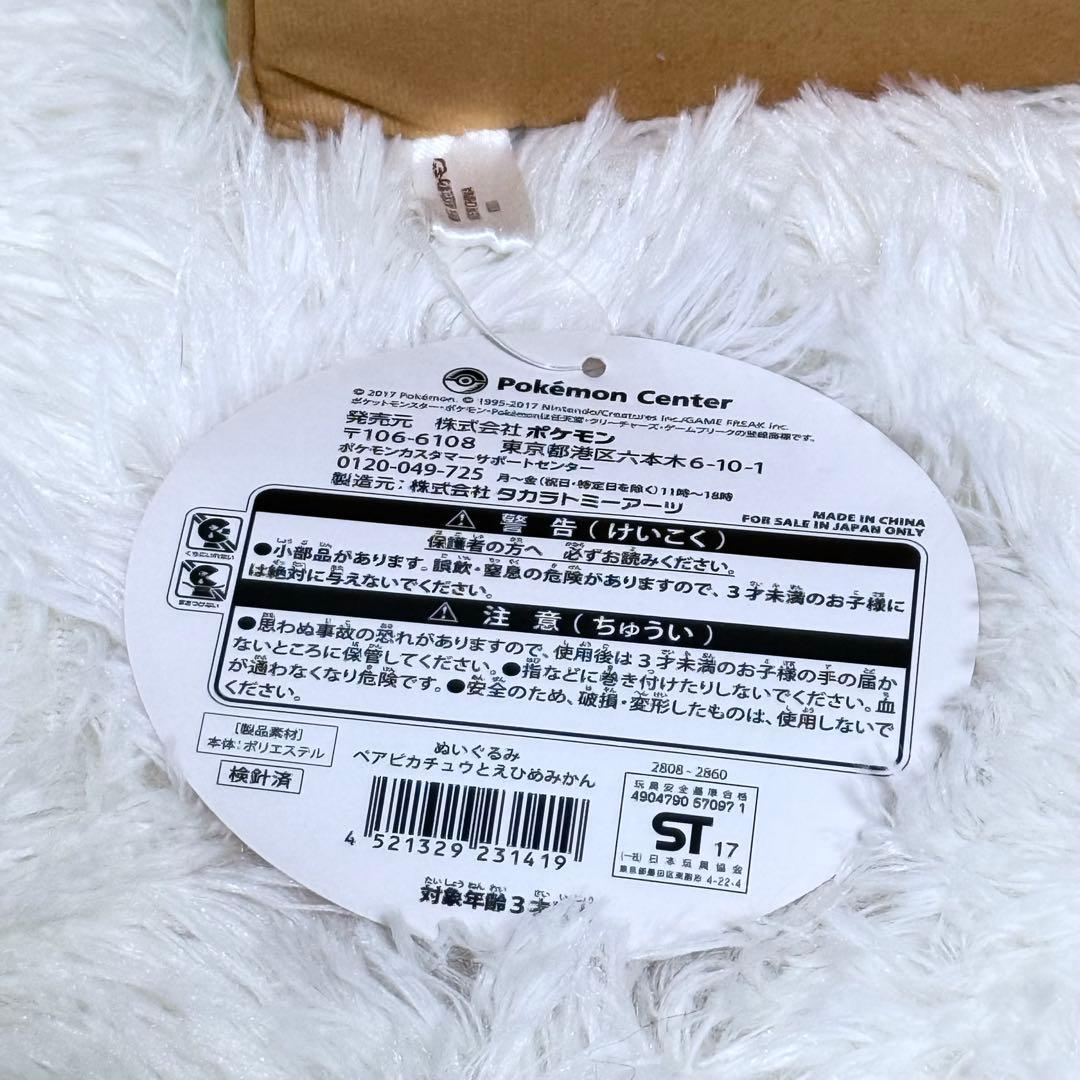 Pokémon Center
© 2017 Pokémon. © 1995-2017 Nintendo/Creatures Inc./GAME FREAK inc.
ポケットモンスター・ポケモン・Pokémonは任天堂・クリーチャーズ・ゲームフリークの登録商標です。
発売元 株式会社 ポケモン
〒106-6108 東京都港区六本木6-10-1
ポケモンカスタマーサポートセンター
0120-049-725 月～金(祝日・特定日を除く)11時～18時
製造元:株式会社 タカラトミーアーツ
MADE IN CHINA
FOR SALE IN JAPAN ONLY
警告(けいこく)
保護者の方へ 必ずお読みください。
●小部品があります。誤飲・窒息の危険がありますので、3才未満のお子様に
は絶対に与えないでください。
注意(ちゅうい)
●思わぬ事故の恐れがありますので、使用後は3才未満のお子様の手の届か
ないところに保管してください。●指などに巻き付けたりしないでください。血
が通わなくなり危険です。●安全のため、破損・変形したものは、使用しないで
ください。
くちにいれない
[製品素材]
本体:ポリエステル
検針済
ぬいぐるみ
ペアピカチュウとえひめみかん
4 521329 231419
対象年齢3才
2808-2860
玩具安全基準合格
4904790 57097 1
ST 17
(一社)日本玩具協会
東京都墨田区東駒形 4-22-4